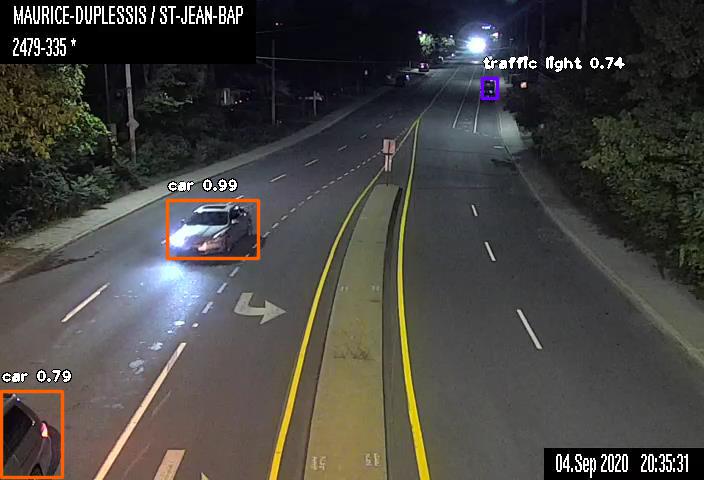 MAURICE-DUPLESSIS / ST-JEAN-BAP
2479-335 *
traffic light 0.74
car 0.99
car 0.79
04.Sep 2020 20:35:31